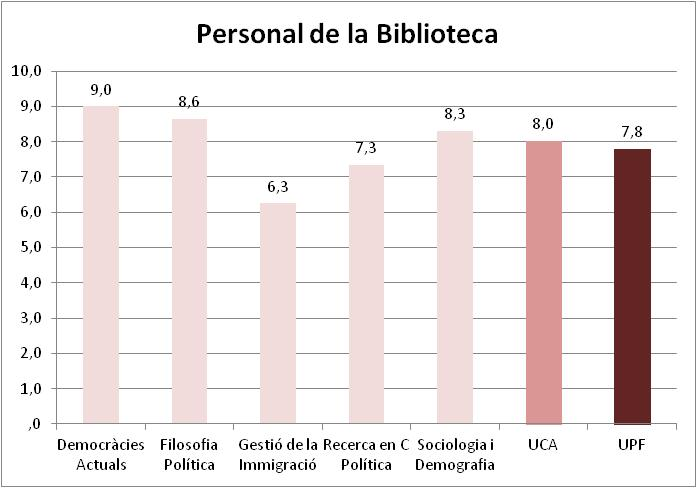 Personal de la Biblioteca
10,0
9,0
8,0
7,0
6,0
5,0
4,0
3,0
2,0
1,0
,0
9,0
8,6
6,3
7,3
8,3
8,0
7,8
Democràcies
Actuals
Filosofia
Política
Gestió de la
Immigració
Recerca en C
Política
Sociologia i
Demografia
UCA
UPF